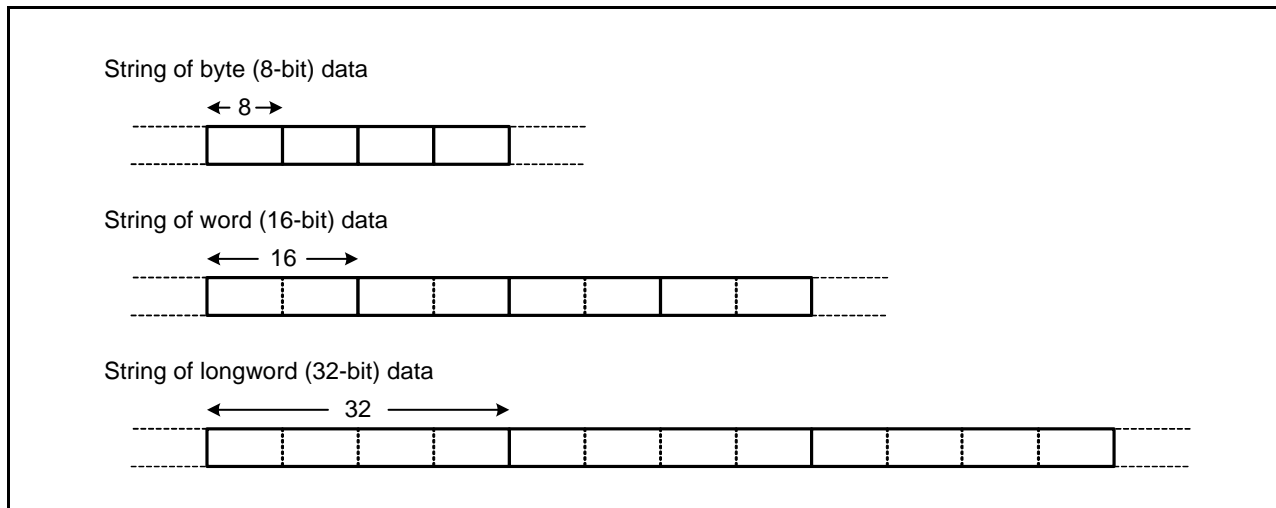 String of byte (8-bit) data
8
String of word (16-bit) data
16
String of longword (32-bit) data
32